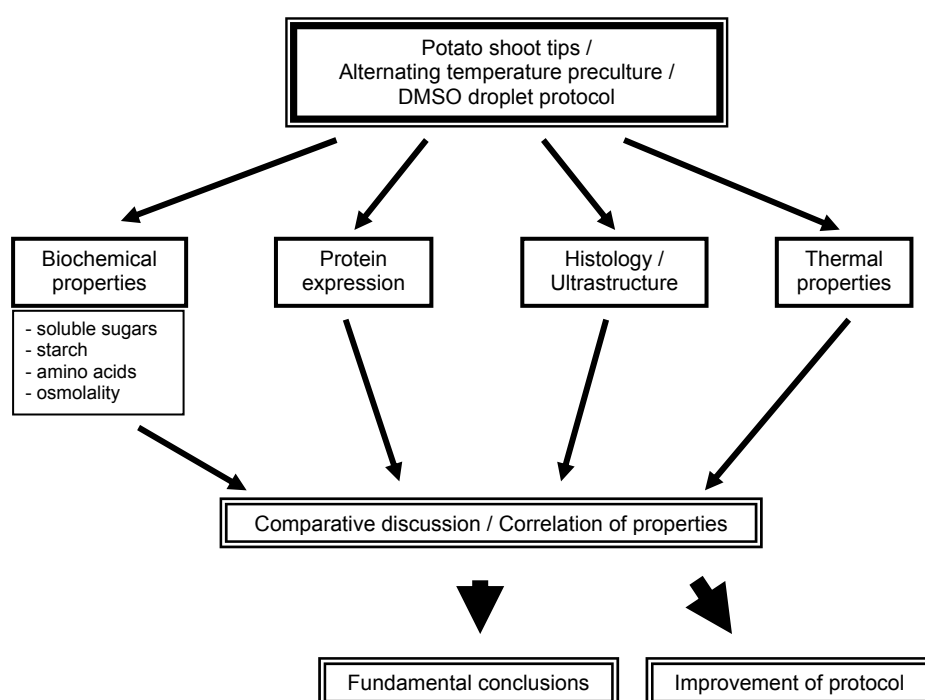 Potato shoot tips /
Alternating temperature preculture /
DMSO droplet protocol
Biochemical
properties
- soluble sugars
- starch
- amino acids
- osmolality
Protein
expression
Histology /
Ultrastructure
Thermal
properties
Comparative discussion / Correlation of properties
Fundamental conclusions
Improvement of protocol